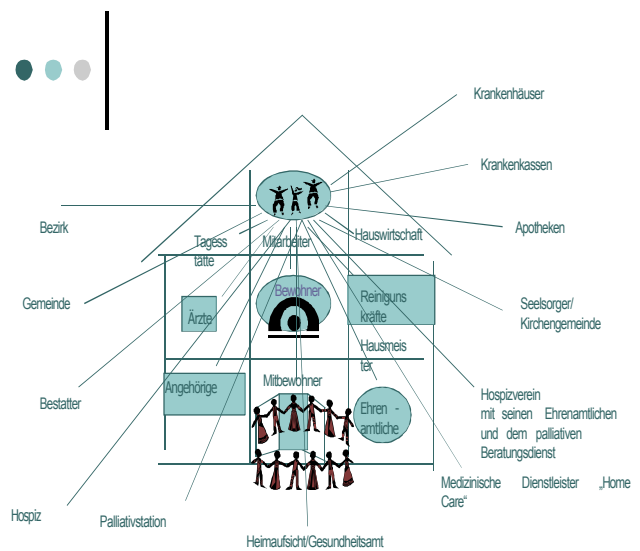 Krankenhäuser
Krankenkassen
Bezirk
Apotheken
Tagess
tätte
Mitarbeiter
Hauswirtschaft
Gemeinde
Ärzte
Bewohner
Reiniguns
kräfte
Seelsorger/
Kirchengemeinde
Hausmeis
ter
Angehörige
Mitbewohner
Bestatter
Ehren -
amtliche
Hospizverein
mit seinen Ehrenamtlichen
und dem palliativen
Beratungsdienst
Medizinische Dienstleister „Home
Care“
Hospiz
Palliativstation
Heimaufsicht/Gesundheitsamt